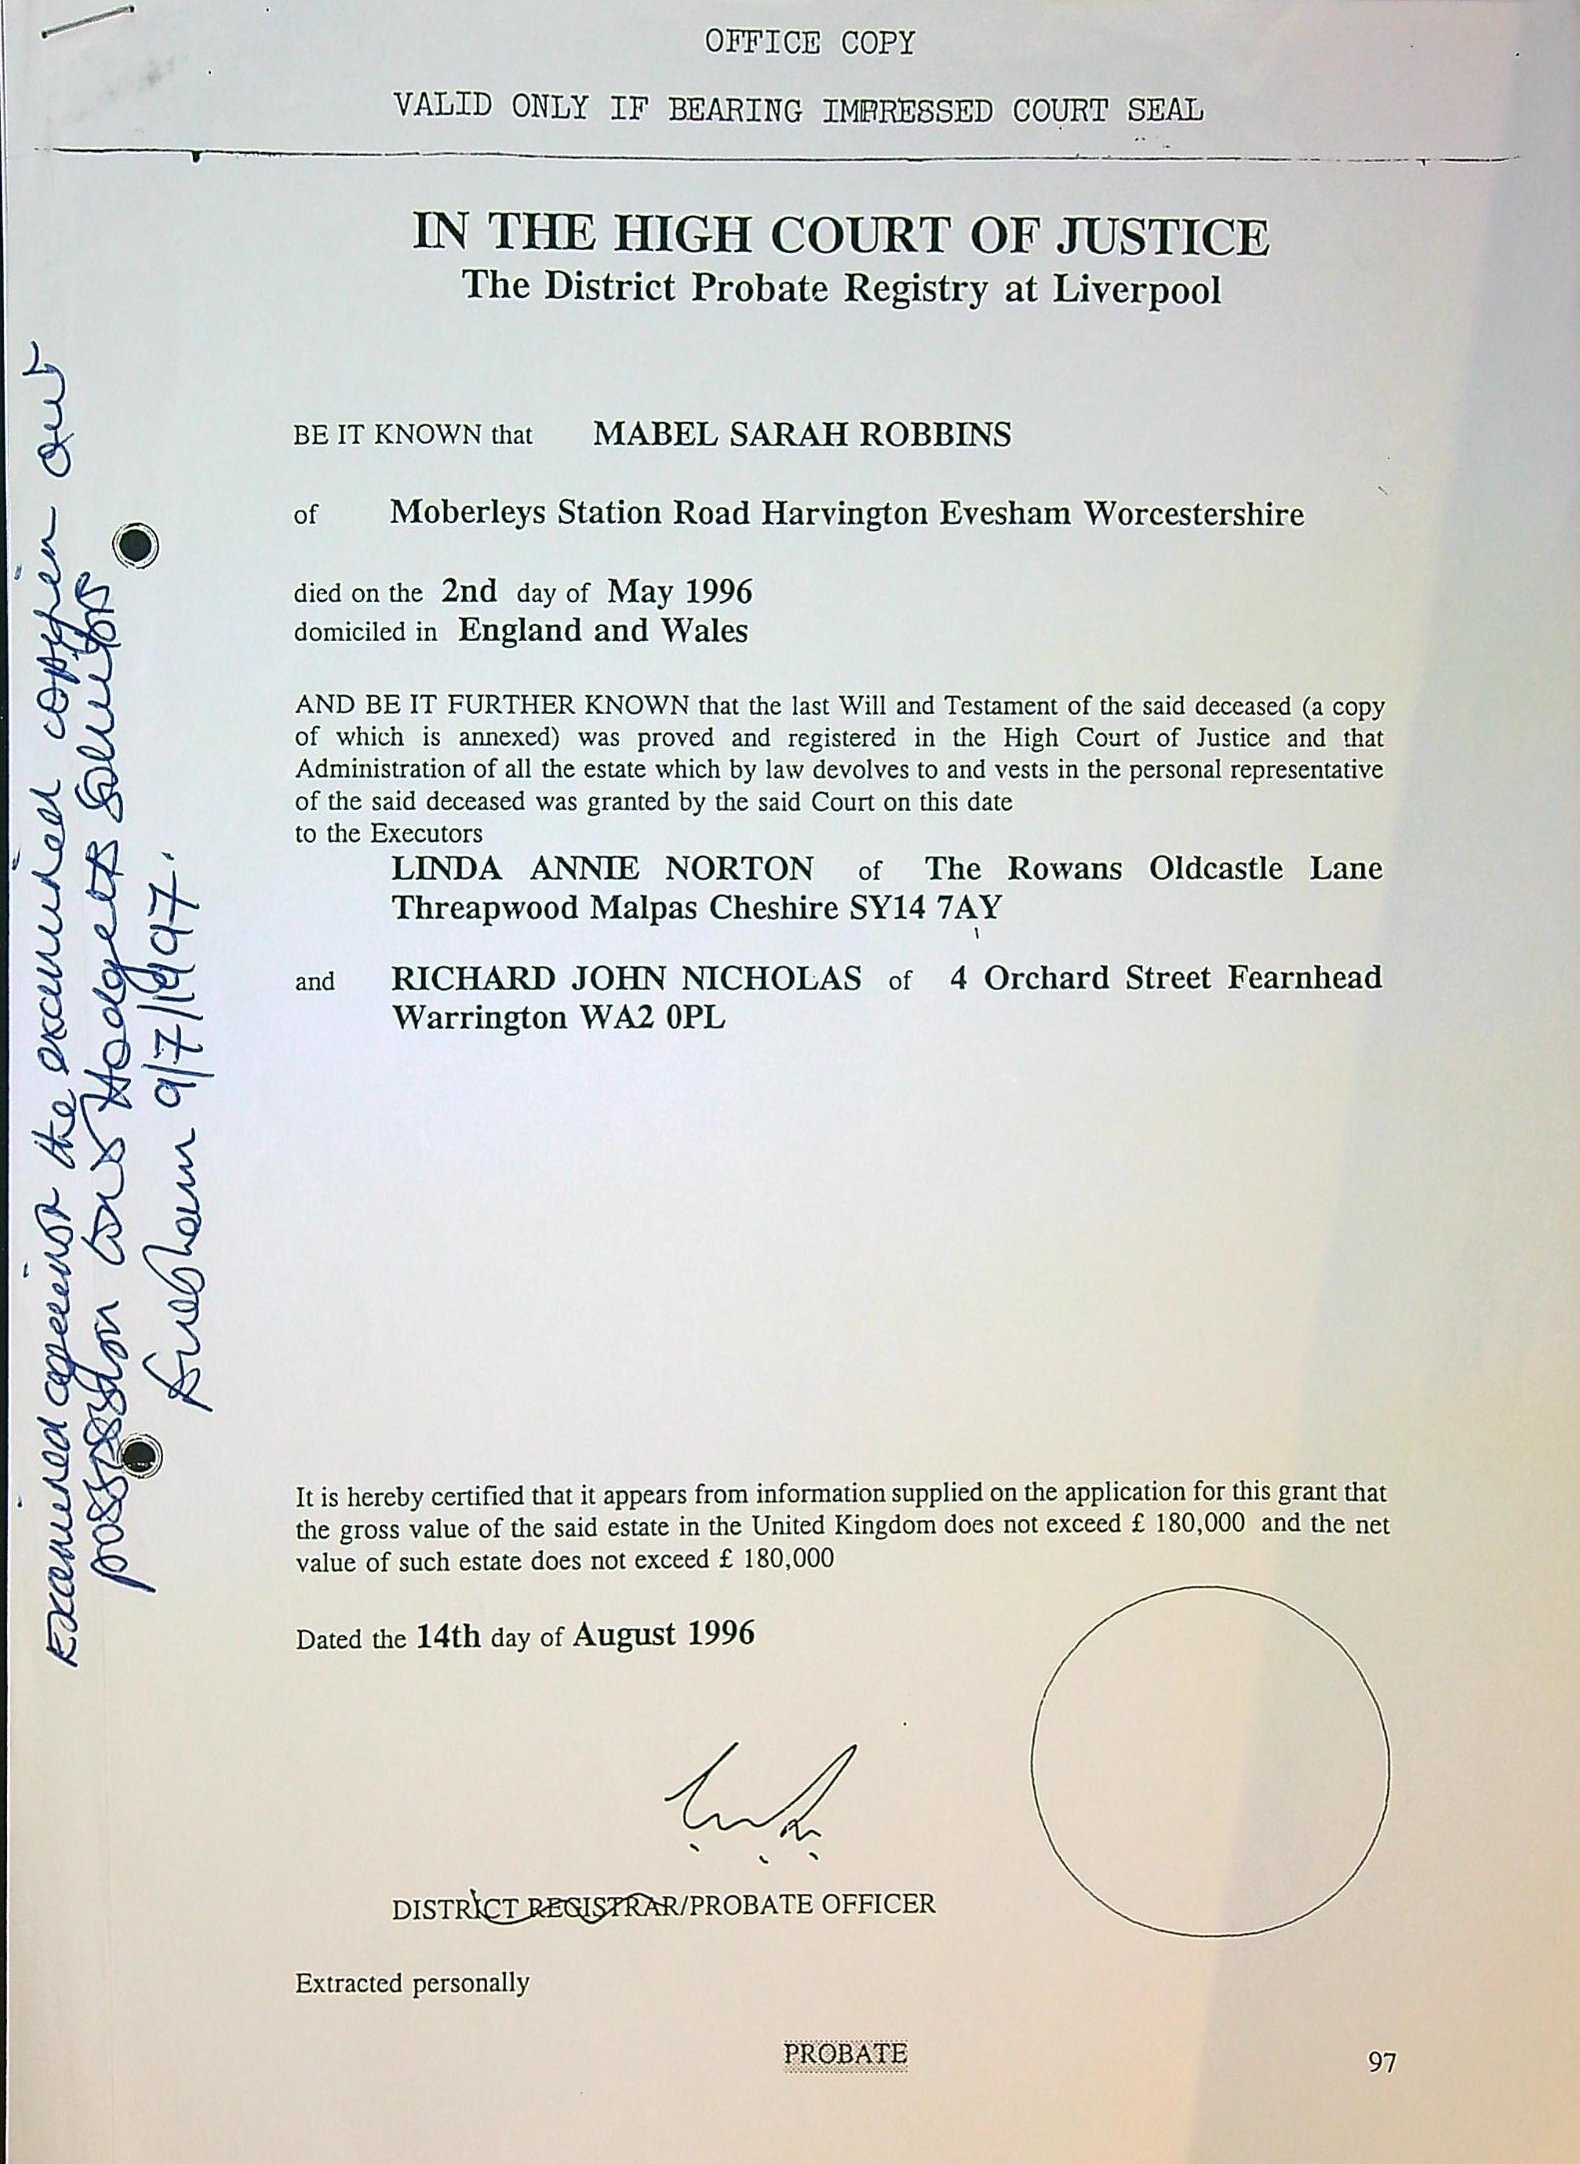 OFFICE COPY
VALID ONLY IF BEARING IMPRESSED COURT SEAL
IN THE HIGH COURT OF JUSTICE
The District Probate Registry at Liverpool
BE IT KNOWN that MABEL SARAH ROBBINS
of Moberleys Station Road Harvington Evesham Worcestershire
died on the 2nd day of May 1996
domiciled in England and Wales
AND BE IT FURTHER KNOWN that the last Will and Testament of the said deceased (a copy
of which is annexed) was proved and registered in the High Court of Justice and that
Administration of all the estate which by law devolves to and vests in the personal representative
of the said deceased was granted by the said Court on this date
to the Executors
LINDA ANNIE NORTON of The Rowans Oldcastle Lane
Threapwood Malpas Cheshire SY14 7AY
and RICHARD JOHN NICHOLAS of 4 Orchard Street Fearnhead
Warrington WA2 0PL
It is hereby certified that it appears from information supplied on the application for this grant that
the gross value of the said estate in the United Kingdom does not exceed £ 180,000 and the net
value of such estate does not exceed £ 180,000
Dated the 14th day of August 1996
DISTRICT REGISTRAR/PROBATE OFFICER
Extracted personally
PROBATE
97
Examined against the examined copy in our
possession Hodgetts Solicitors
Evesham 9/7/1997.